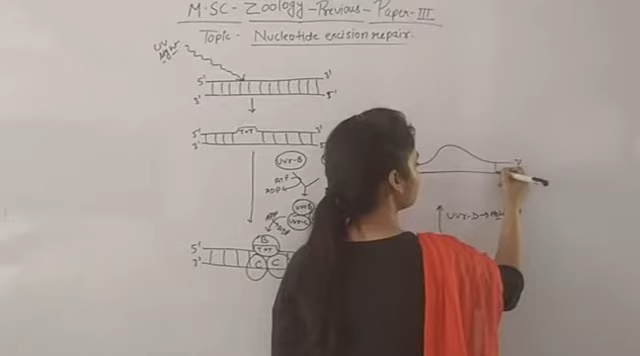 M.SC - Zoology - Previous - Paper - III
Topic - Nucleotide excision repair.
UV light
5' 3'
3' 5'
5' T=T 3'
3'
UVr-B
ATP
ADP
UVr-B
UVr-C
ATP
ADP
UVr-D→
B
5' T=T
3' C C